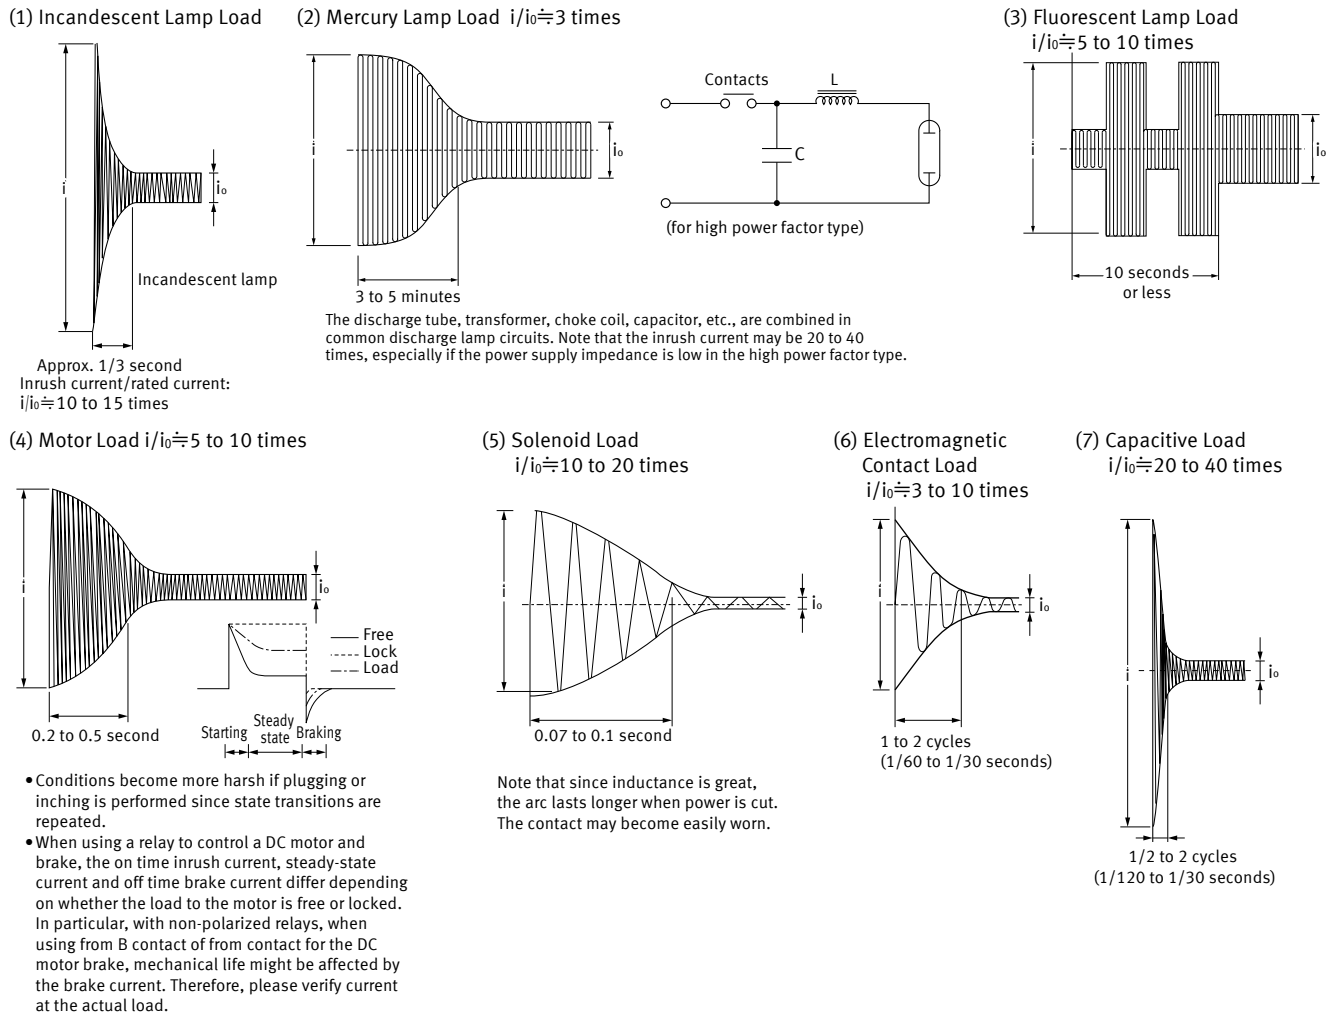 (1) Incandescent Lamp Load
i
i₀
Incandescent lamp
Approx. 1/3 second
Inrush current/rated current:
i/i₀≒10 to 15 times
(2) Mercury Lamp Load i/i₀≒3 times
i
i₀
3 to 5 minutes
Contacts
L
C
(for high power factor type)
The discharge tube, transformer, choke coil, capacitor, etc., are combined in
common discharge lamp circuits. Note that the inrush current may be 20 to 40
times, especially if the power supply impedance is low in the high power factor type.
(3) Fluorescent Lamp Load
i/i₀≒5 to 10 times
i
i₀
10 seconds
or less
(4) Motor Load i/i₀≒5 to 10 times
i
i₀
Free
Lock
Load
Starting
Steady
state
Braking
0.2 to 0.5 second
•Conditions become more harsh if plugging or
inching is performed since state transitions are
repeated.
•When using a relay to control a DC motor and
brake, the on time inrush current, steady-state
current and off time brake current differ depending
on whether the load to the motor is free or locked.
In particular, with non-polarized relays, when
using from B contact of from contact for the DC
motor brake, mechanical life might be affected by
the brake current. Therefore, please verify current
at the actual load.
(5) Solenoid Load
i/i₀≒10 to 20 times
i
i₀
0.07 to 0.1 second
Note that since inductance is great,
the arc lasts longer when power is cut.
The contact may become easily worn.
(6) Electromagnetic
Contact Load
i/i₀≒3 to 10 times
i
i₀
1 to 2 cycles
(1/60 to 1/30 seconds)
(7) Capacitive Load
i/i₀≒20 to 40 times
i
i₀
1/2 to 2 cycles
(1/120 to 1/30 seconds)